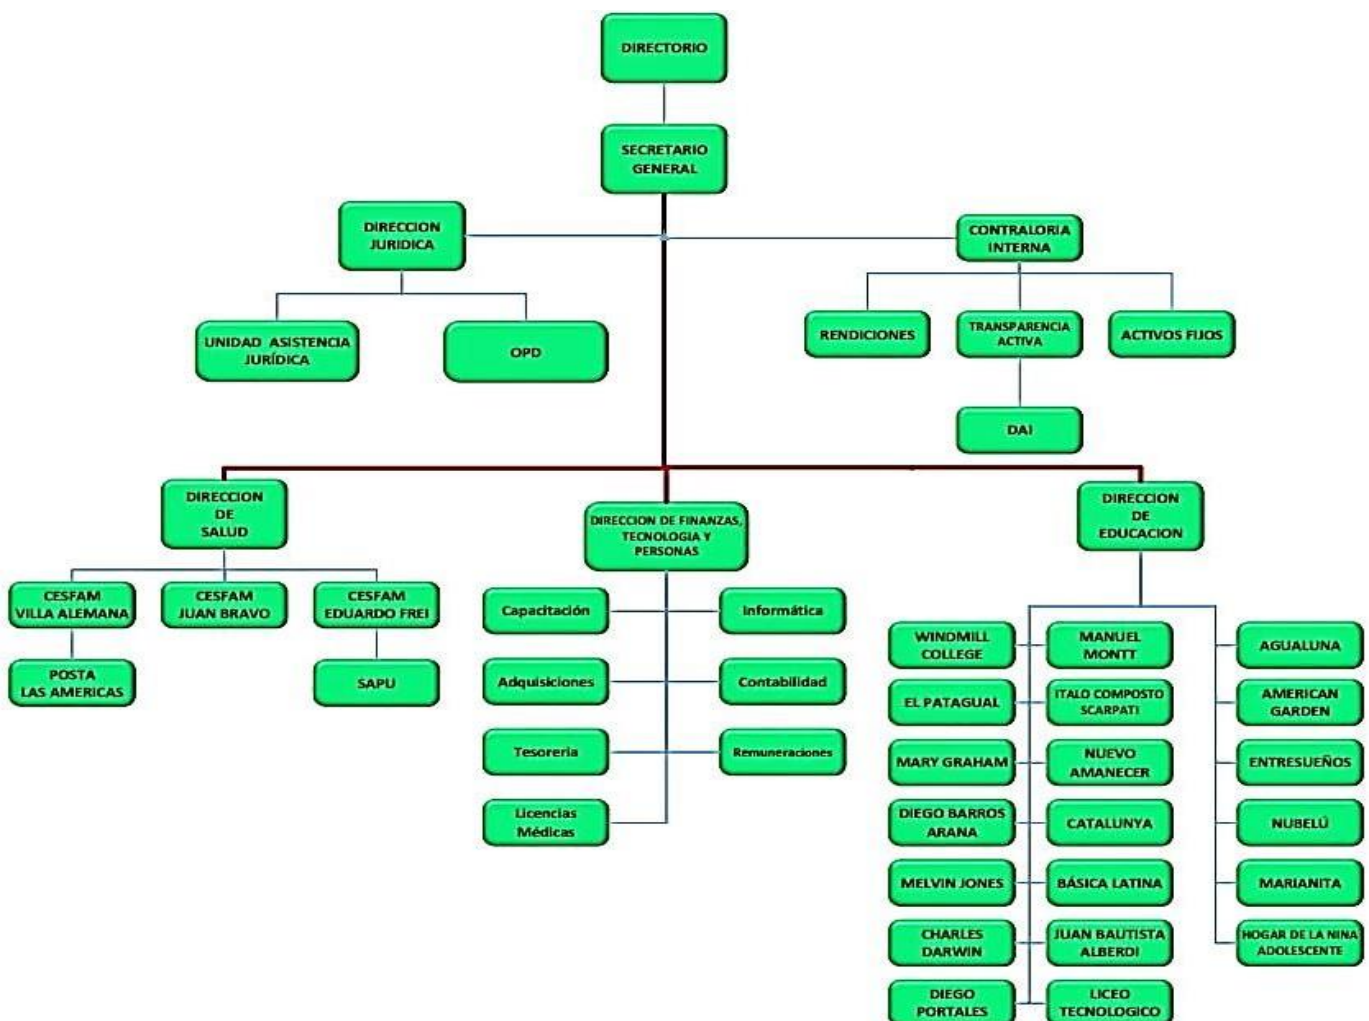 DIRECTORIO
SECRETARIO
GENERAL
DIRECCION
JURIDICA
CONTRALORIA
INTERNA
UNIDAD ASISTENCIA
JURÍDICA
OPD
RENDICIONES
TRANSPARENCIA
ACTIVA
ACTIVOS FIJOS
DAI
DIRECCION
DE
SALUD
DIRECCION DE FINANZAS,
TECNOLOGIA Y
PERSONAS
DIRECCION
DE
EDUCACION
CESFAM
VILLA ALEMANA
CESFAM
JUAN BRAVO
CESFAM
EDUARDO FREI
POSTA
LAS AMERICAS
SAPU
Capacitación
Informática
Adquisiciones
Contabilidad
Tesoreria
Remuneraciones
Licencias
Médicas
WINDMILL
COLLEGE
MANUEL
MONTT
AGUALUNA
EL PATAGUAL
ITALO COMPOSTO
SCARPATI
AMERICAN
GARDEN
MARY GRAHAM
NUEVO
AMANECER
ENTRESUEÑOS
DIEGO BARROS
ARANA
CATALUNYA
NUBELÚ
MELVIN JONES
BÁSICA LATINA
MARIANITA
CHARLES
DARWIN
JUAN BAUTISTA
ALBERDI
HOGAR DE LA NINA
ADOLESCENTE
DIEGO
PORTALES
LICEO
TECNOLOGICO